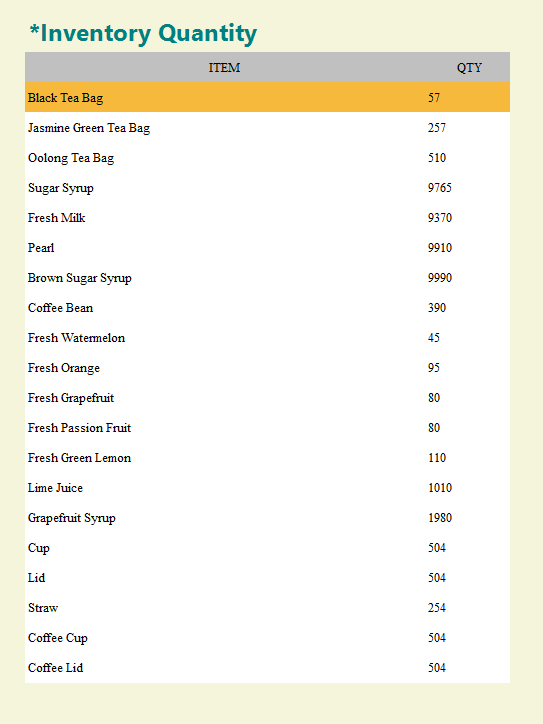 *Inventory Quantity
ITEM QTY
Black Tea Bag 57
Jasmine Green Tea Bag 257
Oolong Tea Bag 510
Sugar Syrup 9765
Fresh Milk 9370
Pearl 9910
Brown Sugar Syrup 9990
Coffee Bean 390
Fresh Watermelon 45
Fresh Orange 95
Fresh Grapefruit 80
Fresh Passion Fruit 80
Fresh Green Lemon 110
Lime Juice 1010
Grapefruit Syrup 1980
Cup 504
Lid 504
Straw 254
Coffee Cup 504
Coffee Lid 504